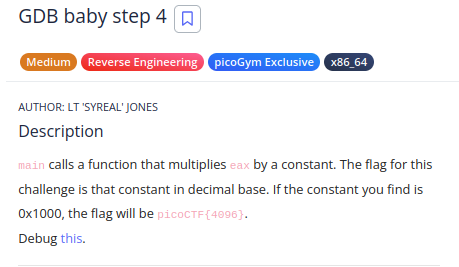 GDB baby step 4
Medium Reverse Engineering picoGym Exclusive x86_64
AUTHOR: LT 'SYREAL' JONES
Description
main calls a function that multiplies eax by a constant. The flag for this
challenge is that constant in decimal base. If the constant you find is
0x1000, the flag will be picoCTF{4096}.
Debug this.